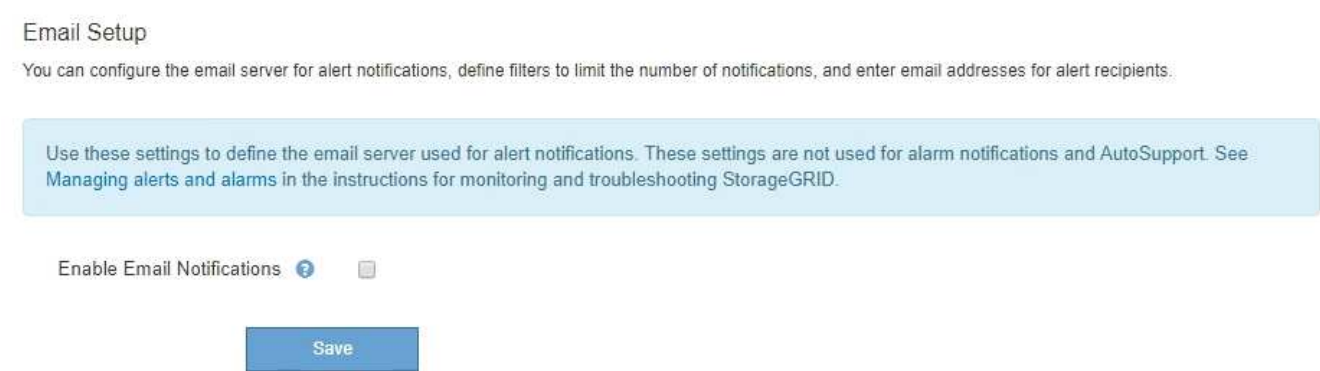 Email Setup
You can configure the email server for alert notifications, define filters to limit the number of notifications, and enter email addresses for alert recipients.
Use these settings to define the email server used for alert notifications. These settings are not used for alarm notifications and AutoSupport. See
Managing alerts and alarms in the instructions for monitoring and troubleshooting StorageGRID.
Enable Email Notifications ?
Save